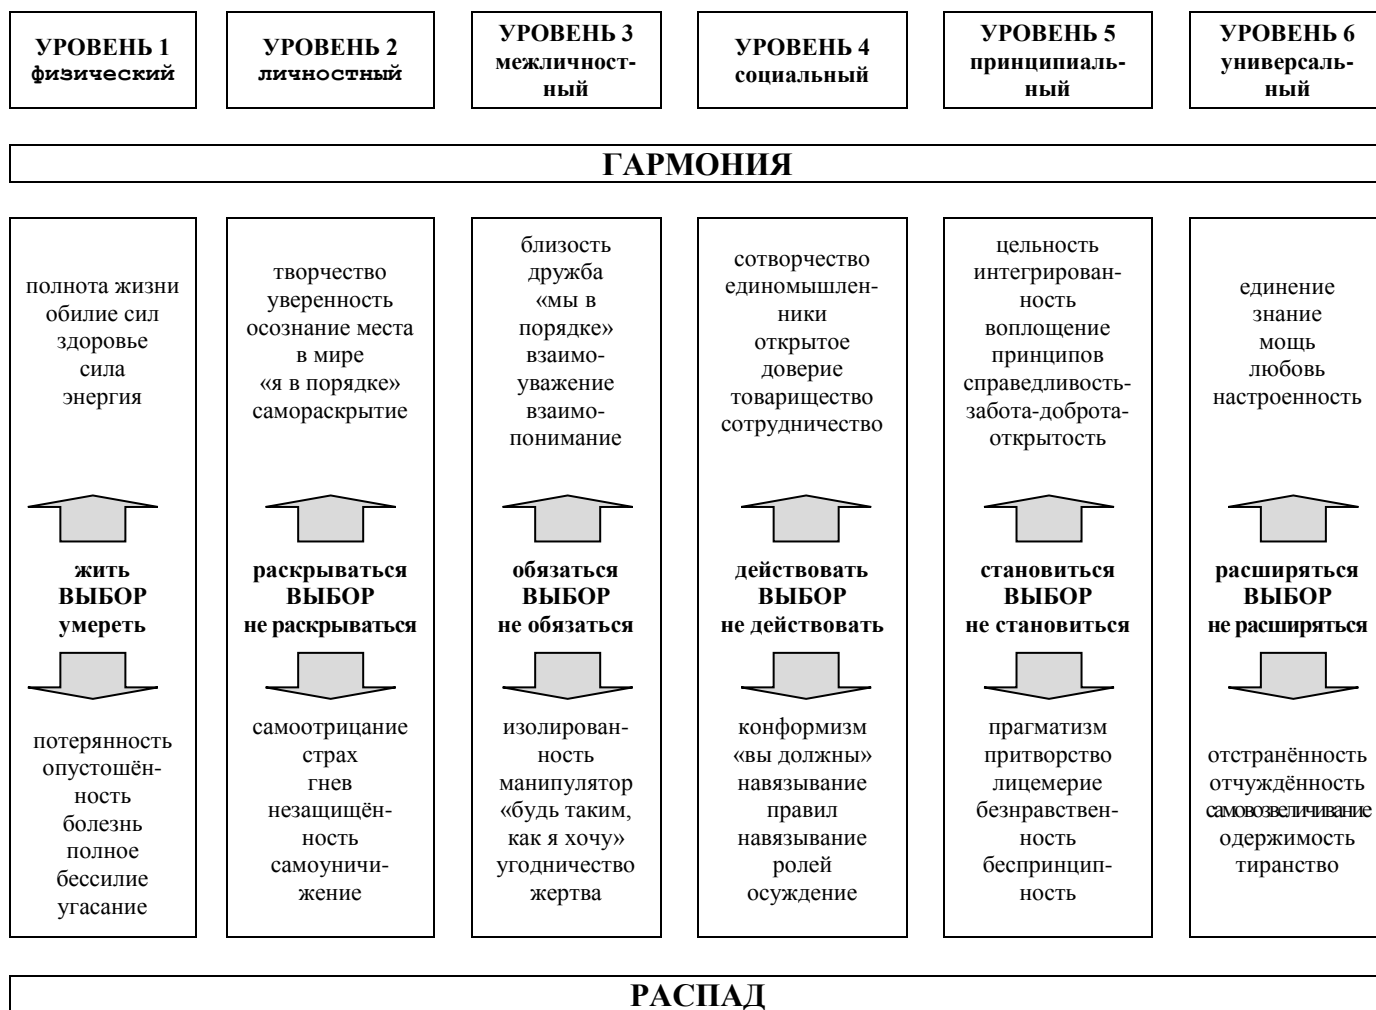 УРОВЕНЬ 1
физический
УРОВЕНЬ 2
личностный
УРОВЕНЬ 3
межличност-
ный
УРОВЕНЬ 4
социальный
УРОВЕНЬ 5
принципиаль-
ный
УРОВЕНЬ 6
универсаль-
ный
ГАРМОНИЯ
полнота жизни
обилие сил
здоровье
сила
энергия
жить
ВЫБОР
умереть
потерянность
опустошён-
ность
болезнь
полное
бессилие
угасание
творчество
уверенность
осознание места
в мире
«я в порядке»
самораскрытие
раскрываться
ВЫБОР
не раскрываться
самоотрицание
страх
гнев
незащищён-
ность
самоуничи-
жение
близость
дружба
«мы в
порядке»
взаимо-
уважение
взаимо-
понимание
обязаться
ВЫБОР
не обязаться
изолирован-
ность
манипулятор
«будь таким,
как я хочу»
угодничество
жертва
сотворчество
единомышлен-
ники
открытое
доверие
товарищество
сотрудничество
действовать
ВЫБОР
не действовать
конформизм
«вы должны»
навязывание
правил
навязывание
ролей
осуждение
цельность
интегрирован-
ность
воплощение
принципов
справедливость-
забота-доброта-
открытость
становиться
ВЫБОР
не становиться
прагматизм
притворство
лицемерие
безнравствен-
ность
беспринцип-
ность
единение
знание
мощь
любовь
настроенность
расширяться
ВЫБОР
не расширяться
отстранённость
отчуждённость
самовозвеличивание
одержимость
тиранство
РАСПАД